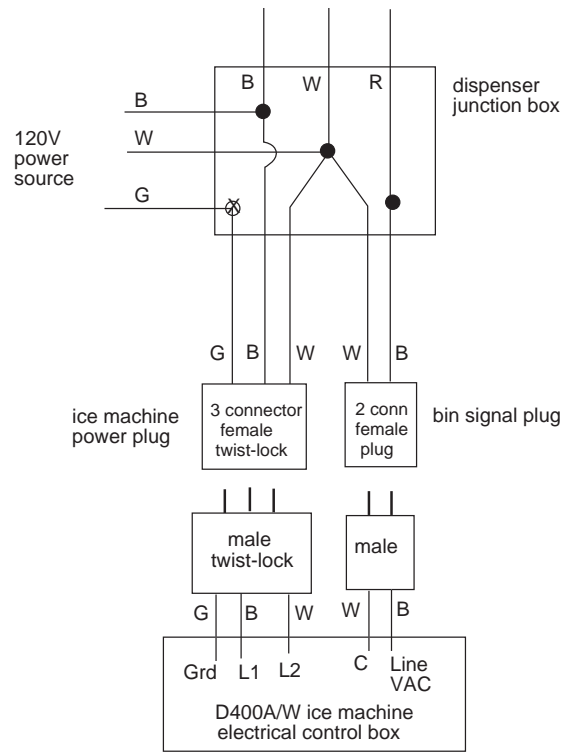 B W R
dispenser
junction box
B
120V
power
source
W
G
G B W W B
ice machine
power plug
3 connector
female
twist-lock
2 conn
female
plug
bin signal plug
male
twist-lock
male
G B W W B
Grd L1 L2 C Line
VAC
D400A/W ice machine
electrical control box